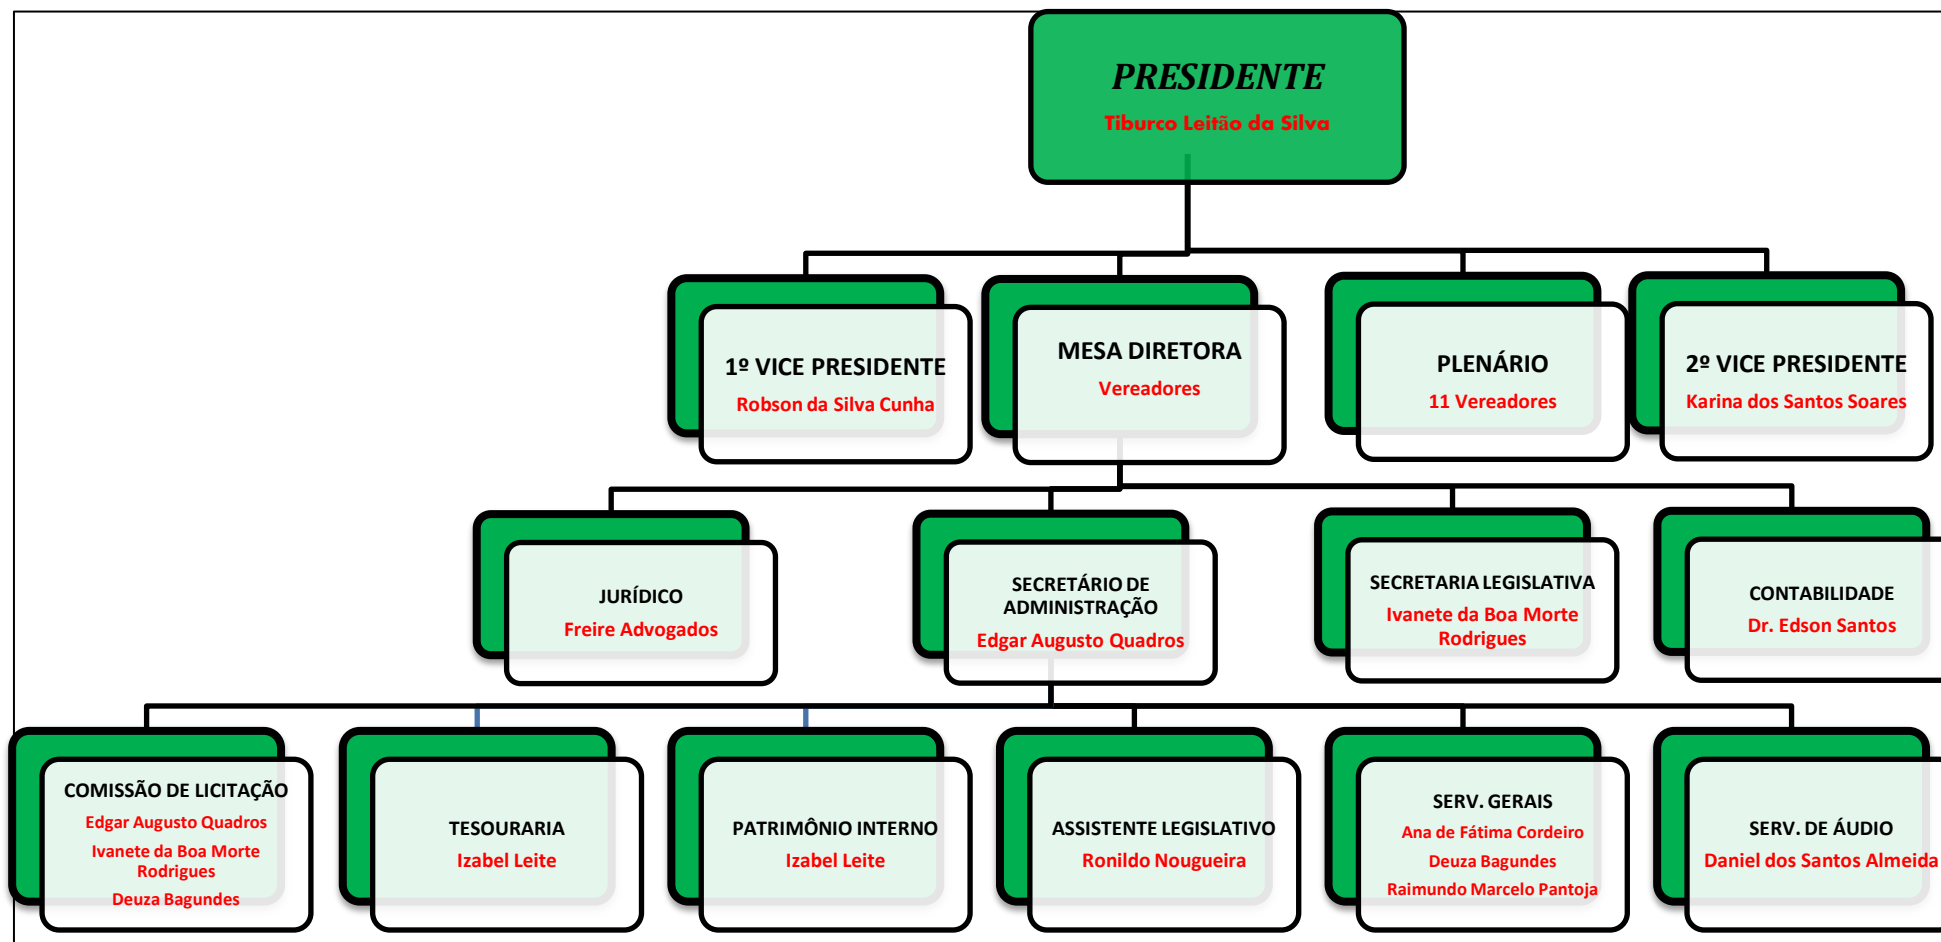 PRESIDENTE
Tiburco Leitão da Silva
1º VICE PRESIDENTE
Robson da Silva Cunha
MESA DIRETORA
Vereadores
PLENÁRIO
11 Vereadores
2º VICE PRESIDENTE
Karina dos Santos Soares
JURÍDICO
Freire Advogados
SECRETÁRIO DE
ADMINISTRAÇÃO
Edgar Augusto Quadros
SECRETARIA LEGISLATIVA
Ivanete da Boa Morte
Rodrigues
CONTABILIDADE
Dr. Edson Santos
COMISSÃO DE LICITAÇÃO
Edgar Augusto Quadros
Ivanete da Boa Morte
Rodrigues
Deuza Bagundes
TESOURARIA
Izabel Leite
PATRIMÔNIO INTERNO
Izabel Leite
ASSISTENTE LEGISLATIVO
Ronildo Nougueira
SERV. GERAIS
Ana de Fátima Cordeiro
Deuza Bagundes
Raimundo Marcelo Pantoja
SERV. DE ÁUDIO
Daniel dos Santos Almeida